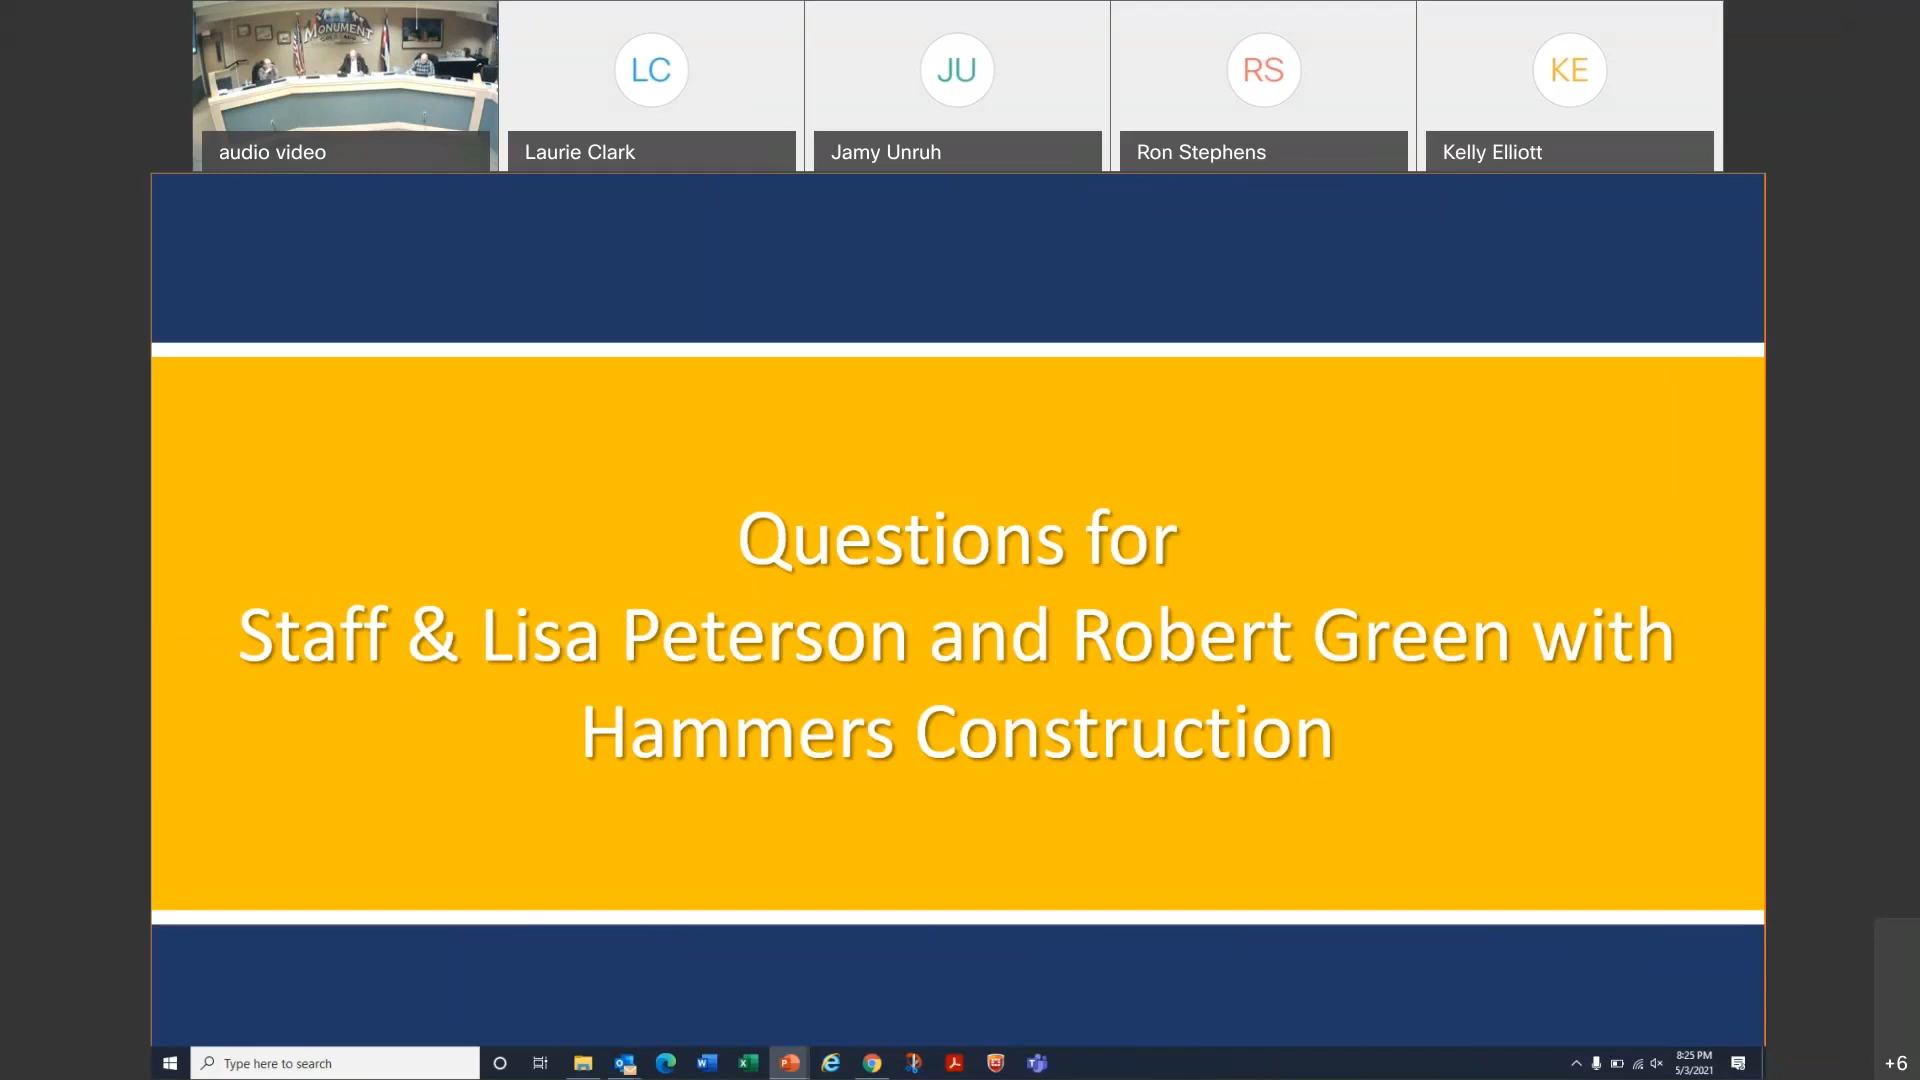 MONUMENT
LC
JU
RS
KE
audio video
Laurie Clark
Jamy Unruh
Ron Stephens
Kelly Elliott
Questions for
Staff & Lisa Peterson and Robert Green with
Hammers Construction
Type here to search
8:25 PM
5/3/2021
+6